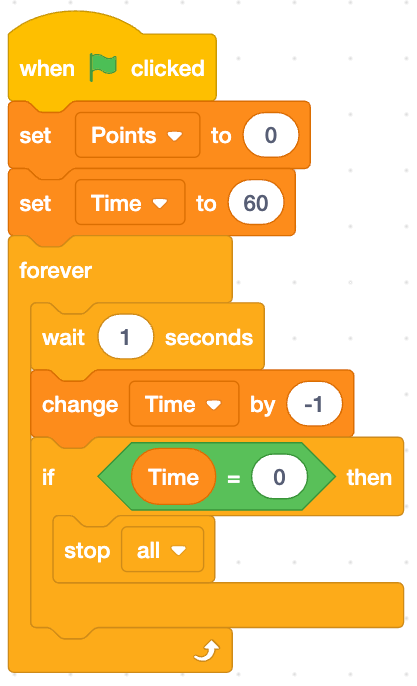 when clicked
set Points to 0
set Time to 60
forever
wait 1 seconds
change Time by -1
if Time = 0 then
stop all